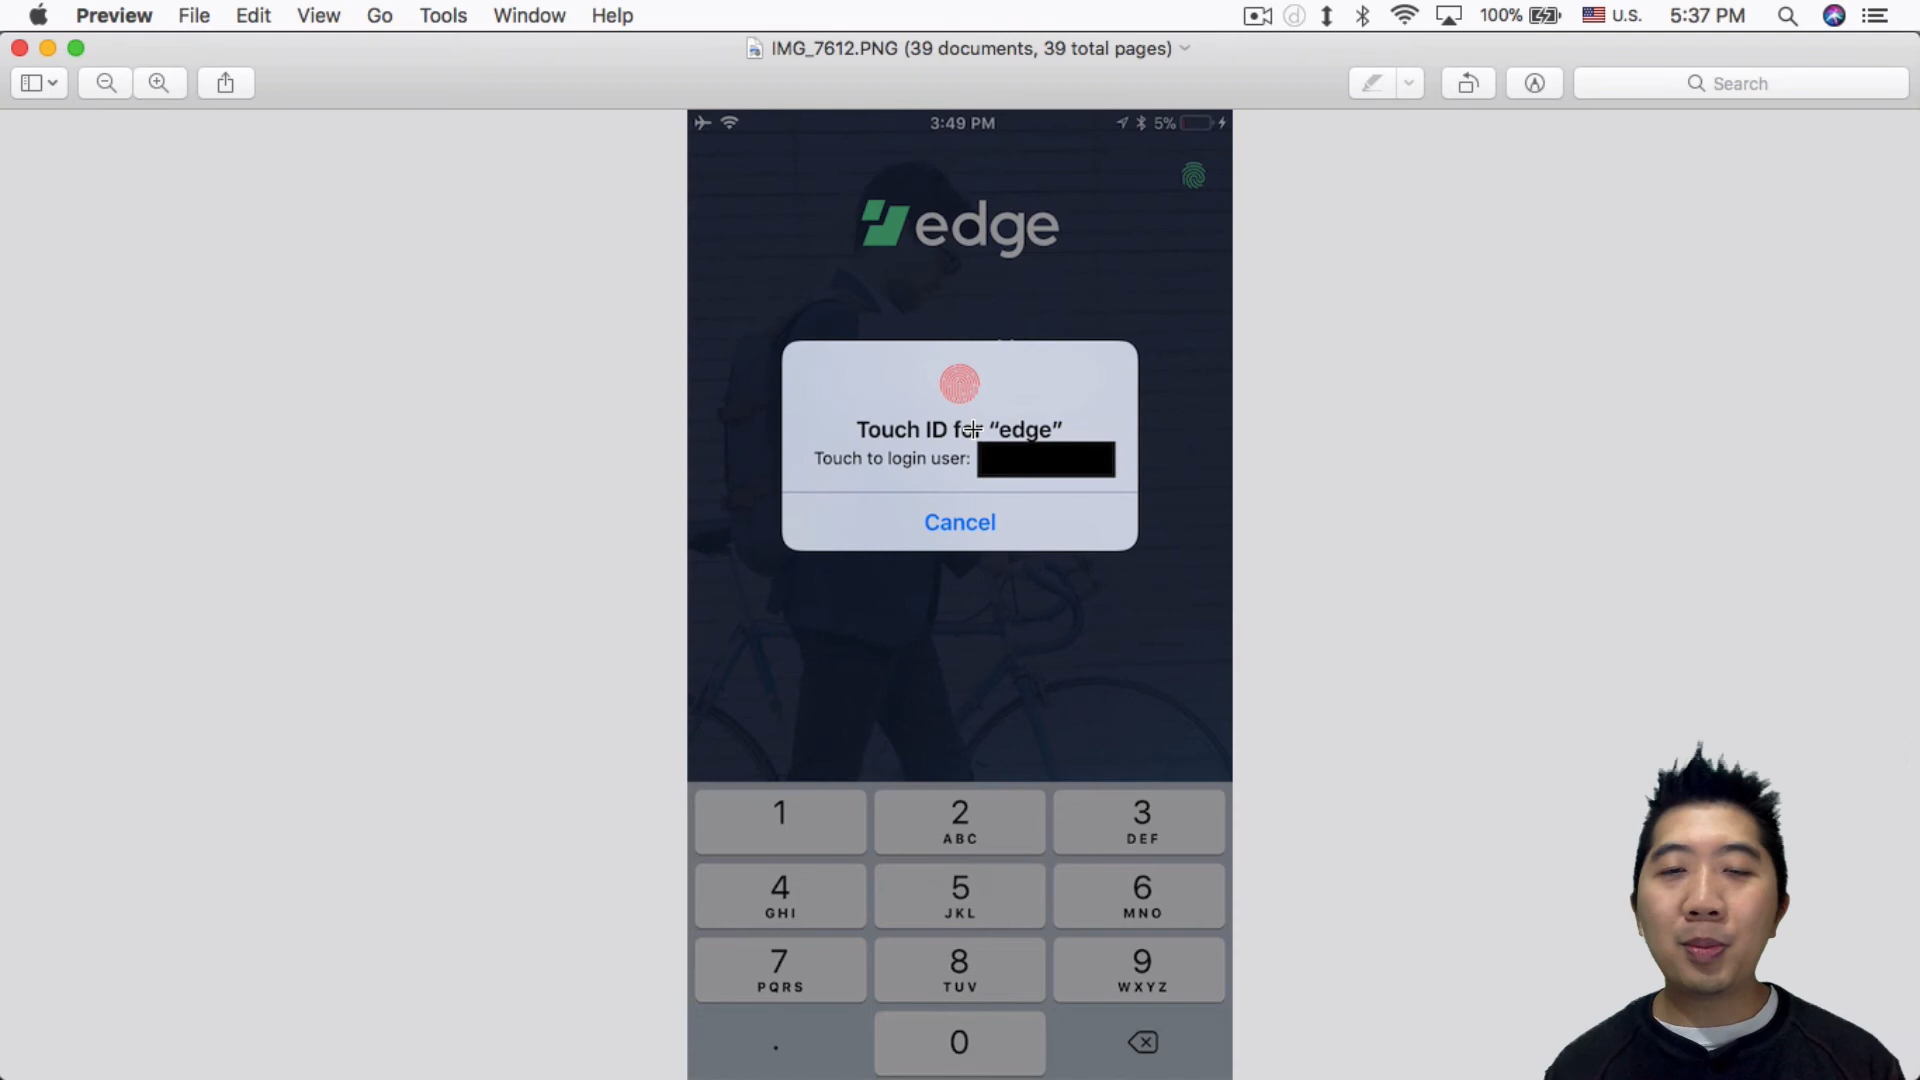 Preview File Edit View Go Tools Window Help 100% U.S. 5:37 PM
IMG_7612.PNG (39 documents, 39 total pages)
Search
3:49 PM 5%
edge
Touch ID for “edge”
Touch to login user:
Cancel
1 2 3
ABC DEF
4 5 6
GHI JKL MNO
7 8 9
PQRS TUV WXYZ
. 0